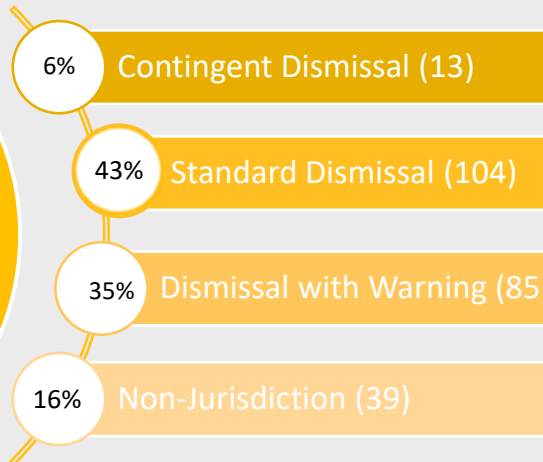 6% Contingent Dismissal (13)
43% Standard Dismissal (104)
35% Dismissal with Warning (85
16% Non-Jurisdiction (39)